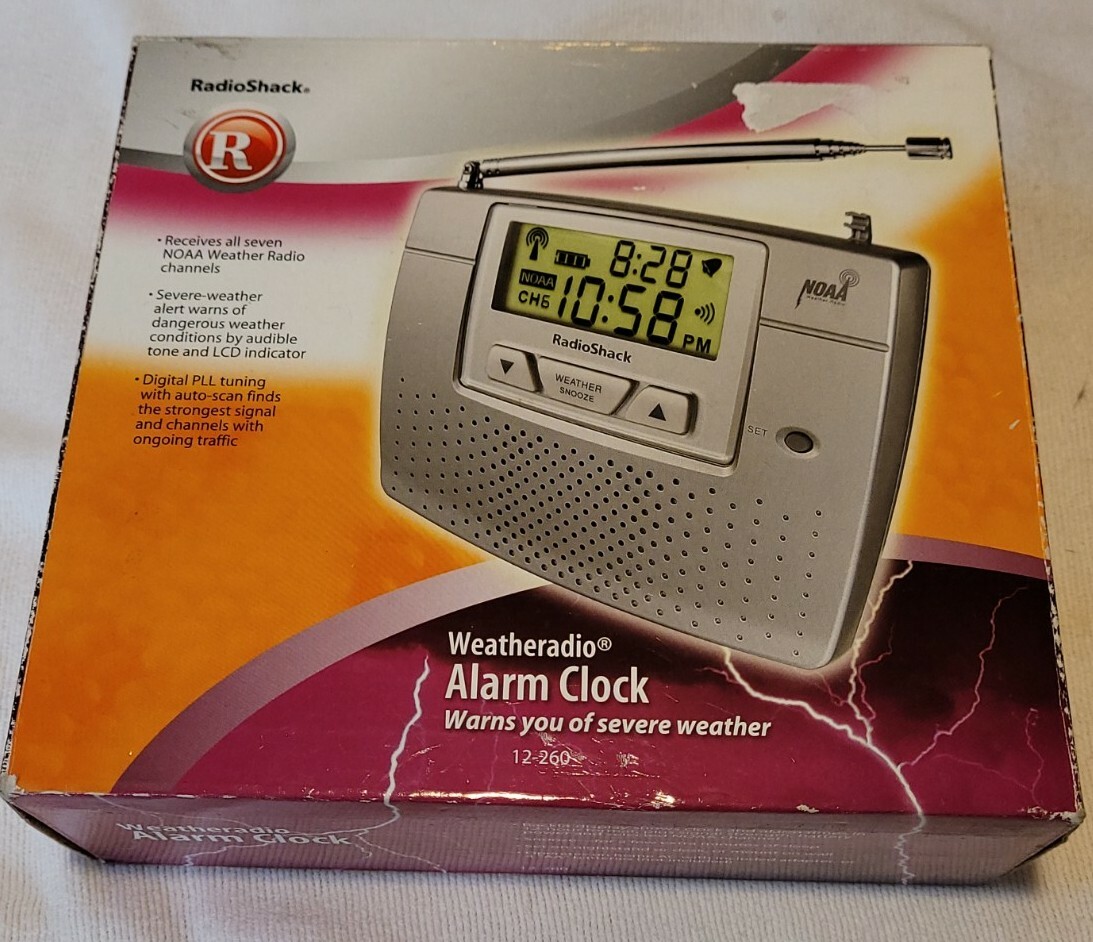 RadioShack®
R
• Receives all seven
NOAA Weather Radio
channels
• Severe-weather
alert warns of
dangerous weather
conditions by audible
tone and LCD indicator
• Digital PLL tuning
with auto-scan finds
the strongest signal
and channels with
ongoing traffic
8:28
NOAA
CH6
10:58
PM
RadioShack
▼
WEATHER
SNOOZE
▲
NOAA
Weather Radio
SET
Weatheradio®
Alarm Clock
Warns you of severe weather
12-260
Weatheradio
Alarm Clock